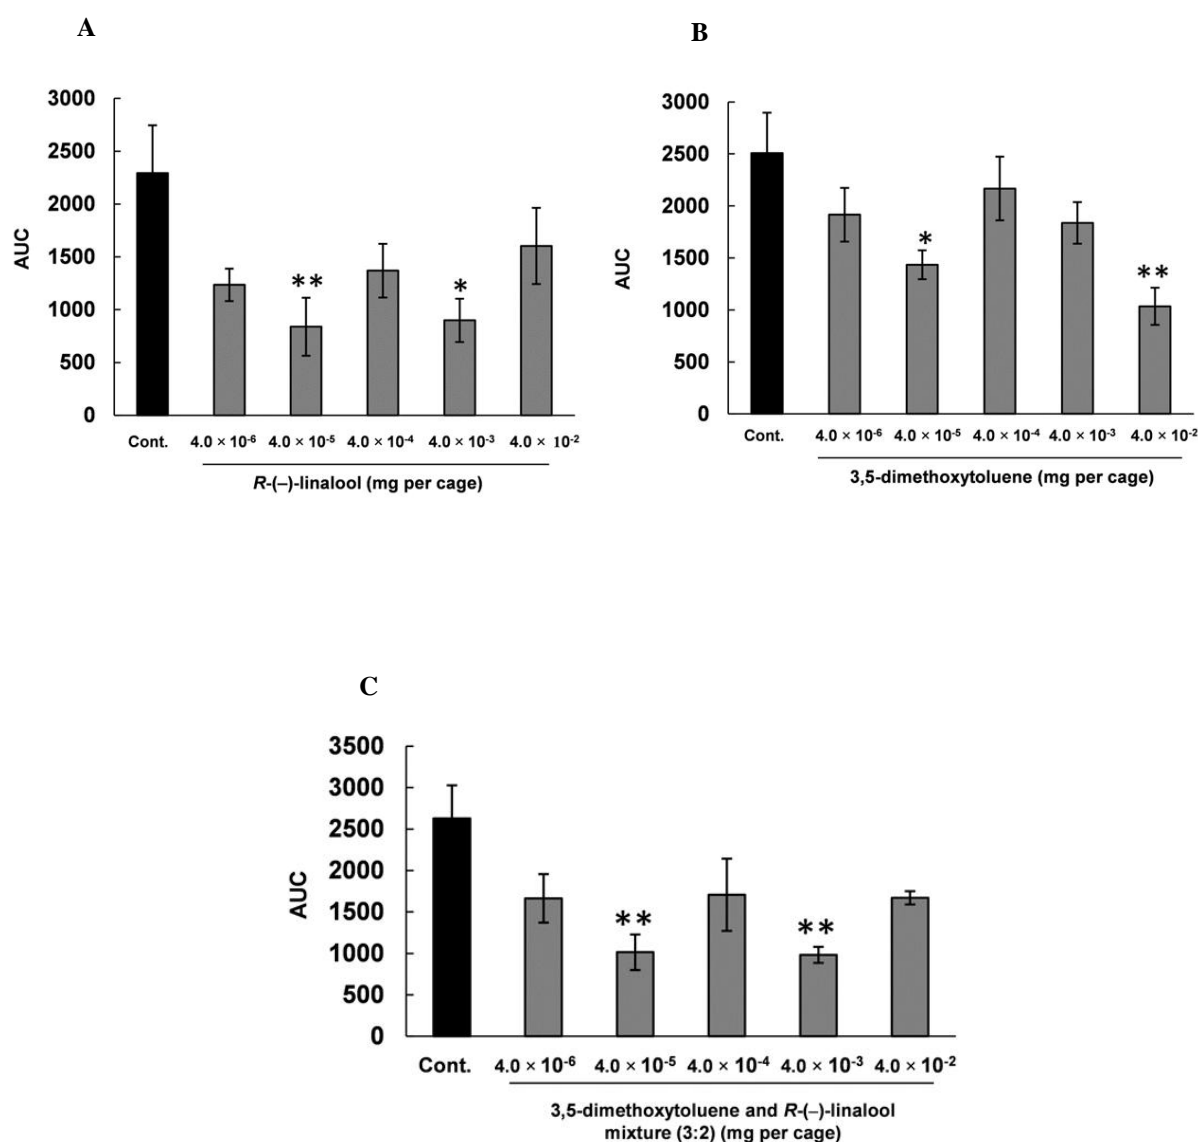 A
3000
2500
2000
1500
1000
500
0
AUC
**
*
Cont. 4.0 × 10-6 4.0 × 10-5 4.0 × 10-4 4.0 × 10-3 4.0 × 10-2
R-(–)-linalool (mg per cage)
B
3000
2500
2000
1500
1000
500
0
AUC
*
**
Cont. 4.0 × 10-6 4.0 × 10-5 4.0 × 10-4 4.0 × 10-3 4.0 × 10-2
3,5-dimethoxytoluene (mg per cage)
C
3500
3000
2500
2000
1500
1000
500
0
AUC
** **
Cont. 4.0 × 10-6 4.0 × 10-5 4.0 × 10-4 4.0 × 10-3 4.0 × 10-2
3,5-dimethoxytoluene and R-(–)-linalool
mixture (3:2) (mg per cage)